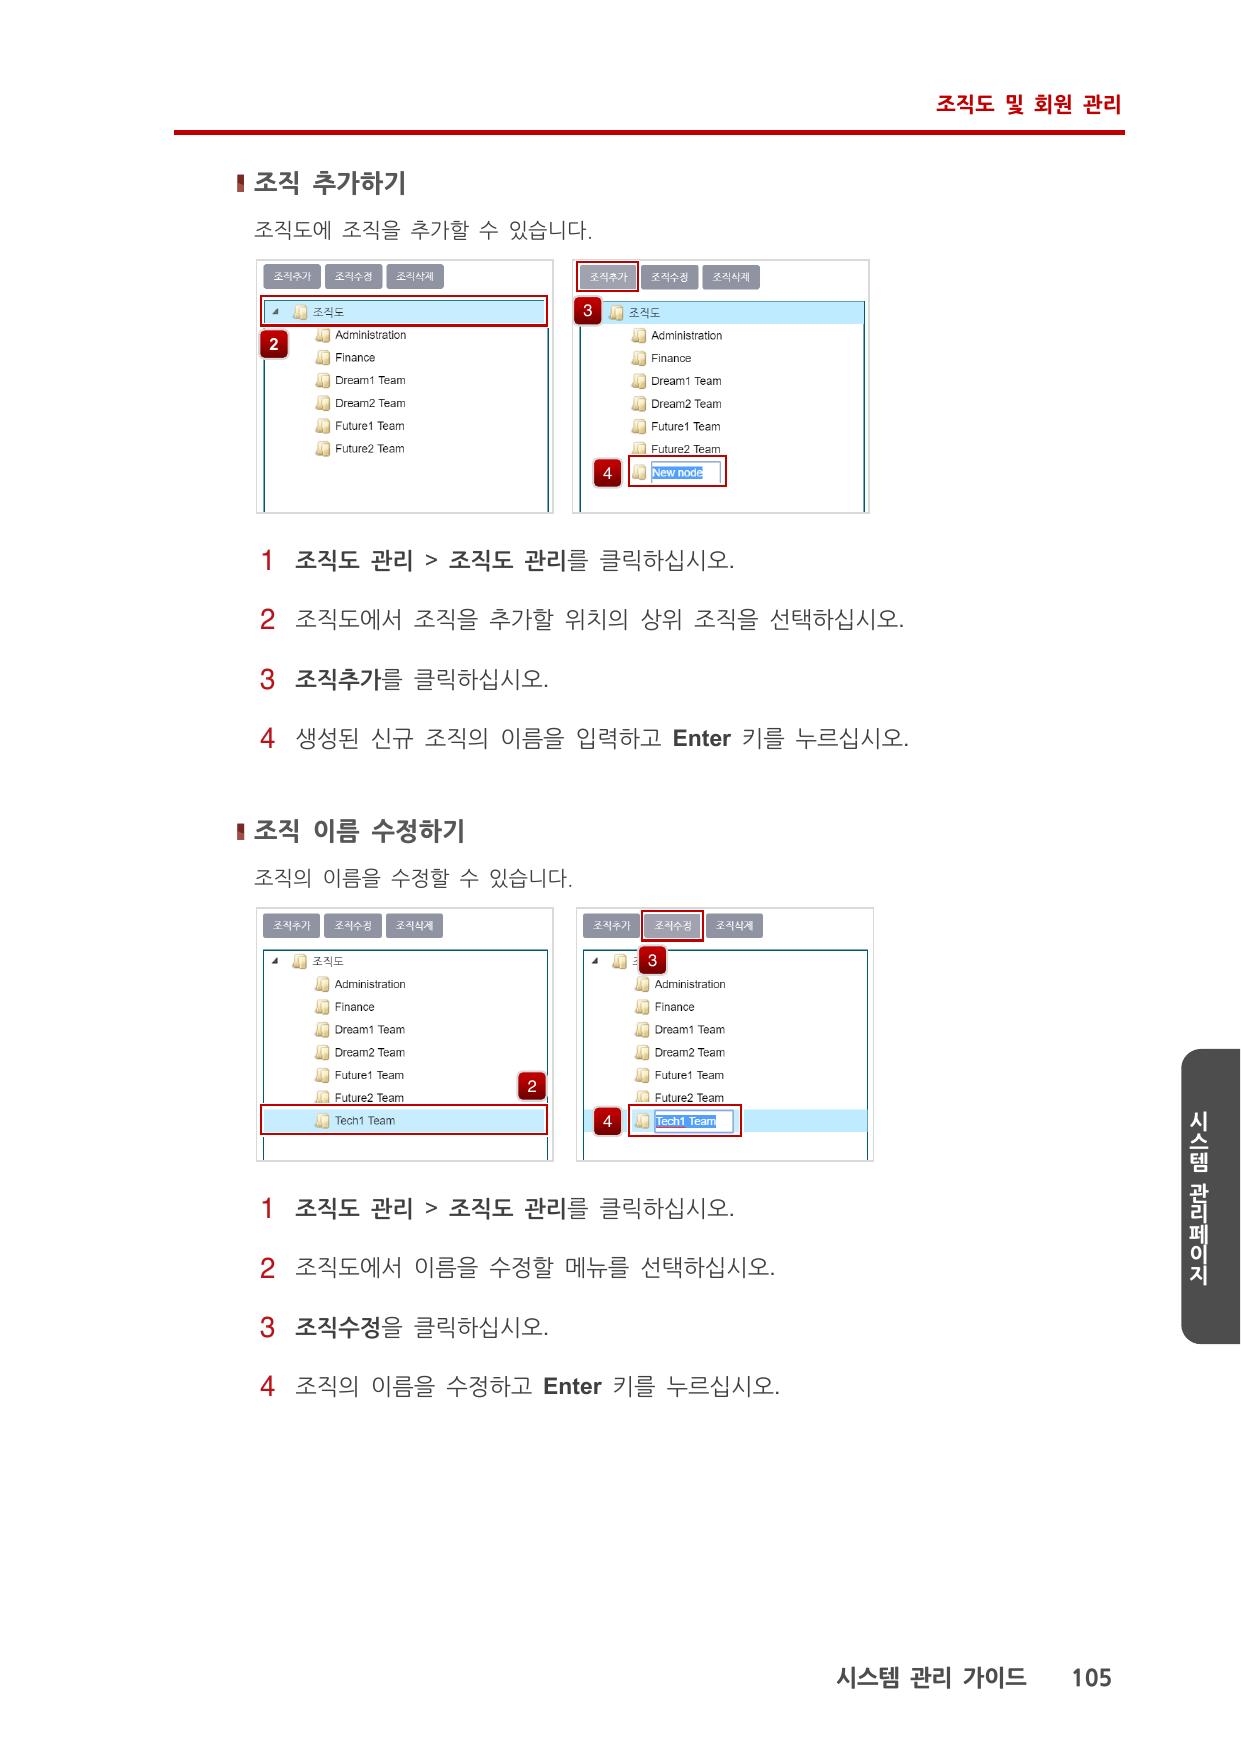 조직도 및 회원 관리
조직 추가하기
조직도에 조직을 추가할 수 있습니다.
조직추가 조직수정 조직삭제
조직도
2
Administration
Finance
Dream1 Team
Dream2 Team
Future1 Team
Future2 Team
조직추가 조직수정 조직삭제
3 조직도
Administration
Finance
Dream1 Team
Dream2 Team
Future1 Team
Future2 Team
4 New node
1 조직도 관리 > 조직도 관리를 클릭하십시오.
2 조직도에서 조직을 추가할 위치의 상위 조직을 선택하십시오.
3 조직추가를 클릭하십시오.
4 생성된 신규 조직의 이름을 입력하고 Enter 키를 누르십시오.
조직 이름 수정하기
조직의 이름을 수정할 수 있습니다.
조직추가 조직수정 조직삭제
조직도
Administration
Finance
Dream1 Team
Dream2 Team
Future1 Team
2
Future2 Team
Tech1 Team
조직추가 조직수정 조직삭제
3
Administration
Finance
Dream1 Team
Dream2 Team
Future1 Team
Future2 Team
4 Tech1 Team
1 조직도 관리 > 조직도 관리를 클릭하십시오.
2 조직도에서 이름을 수정할 메뉴를 선택하십시오.
3 조직수정을 클릭하십시오.
4 조직의 이름을 수정하고 Enter 키를 누르십시오.
시스템 관리페이지
시스템 관리 가이드 105